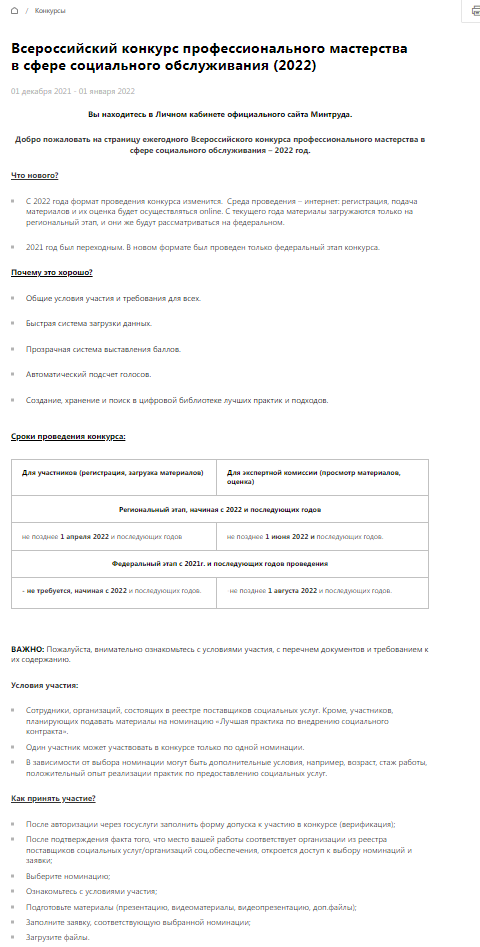 / Конкурсы
Всероссийский конкурс профессионального мастерства
в сфере социального обслуживания (2022)
01 декабря 2021 - 01 января 2022
Вы находитесь в Личном кабинете официального сайта Минтруда.
Добро пожаловать на страницу ежегодного Всероссийского конкурса профессионального мастерства в
сфере социального обслуживания – 2022 год.
Что нового?
С 2022 года формат проведения конкурса изменится. Среда проведения – интернет: регистрация, подача
материалов и их оценка будет осуществляться online. С текущего года материалы загружаются только на
региональный этап, и они же будут рассматриваться на федеральном.
2021 год был переходным. В новом формате был проведен только федеральный этап конкурса.
Почему это хорошо?
Общие условия участия и требования для всех.
Быстрая система загрузки данных.
Прозрачная система выставления баллов.
Автоматический подсчет голосов.
Создание, хранение и поиск в цифровой библиотеке лучших практик и подходов.
Сроки проведения конкурса:
Для участников (регистрация, загрузка материалов)
Для экспертной комиссии (просмотр материалов,
оценка)
Региональный этап, начиная с 2022 и последующих годов
не позднее 1 апреля 2022 и последующих годов
не позднее 1 июня 2022 и последующих годов.
Федеральный этап с 2021г. и последующих годов проведения
- не требуется, начиная с 2022 и последующих годов.
не позднее 1 августа 2022 и последующих годов.
ВАЖНО: Пожалуйста, внимательно ознакомьтесь с условиями участия, с перечнем документов и требованием к
их содержанию.
Условия участия:
Сотрудники, организаций, состоящих в реестре поставщиков социальных услуг. Кроме, участников,
планирующих подавать материалы на номинацию «Лучшая практика по внедрению социального
контракта».
Один участник может участвовать в конкурсе только по одной номинации.
В зависимости от выбора номинации могут быть дополнительные условия, например, возраст, стаж работы,
положительный опыт реализации практик по предоставлению социальных услуг.
Как принять участие?
После авторизации через госуслуги заполнить форму допуска к участию в конкурсе (верификация);
После подтверждения факта того, что место вашей работы соответствует организации из реестра
поставщиков социальных услуг/организаций соц.обеспечения, откроется доступ к выбору номинаций и
заявки;
Выберите номинацию;
Ознакомьтесь с условиями участия;
Подготовьте материалы (презентацию, видеоматериалы, видеопрезентацию, доп.файлы);
Заполните заявку, соответствующую выбранной номинации;
Загрузите файлы.